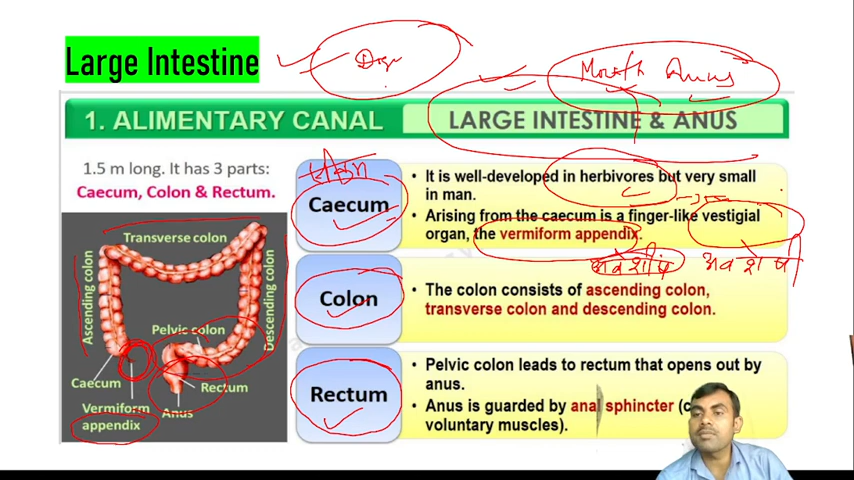 Large Intestine
Mouth Anus
1. ALIMENTARY CANAL
LARGE INTESTINE & ANUS
1.5 m long. It has 3 parts:
Caecum, Colon & Rectum.
Transverse colon
Ascending colon
Descending colon
Pelvic colon
Caecum
Rectum
Vermiform
appendix
Anus
Caecum
• It is well-developed in herbivores but very small
in man.
• Arising from the caecum is a finger-like vestigial
organ, the vermiform appendix.
अवशेषी
Colon
• The colon consists of ascending colon,
transverse colon and descending colon.
Rectum
• Pelvic colon leads to rectum that opens out by
anus.
• Anus is guarded by anal sphincter (c
voluntary muscles).